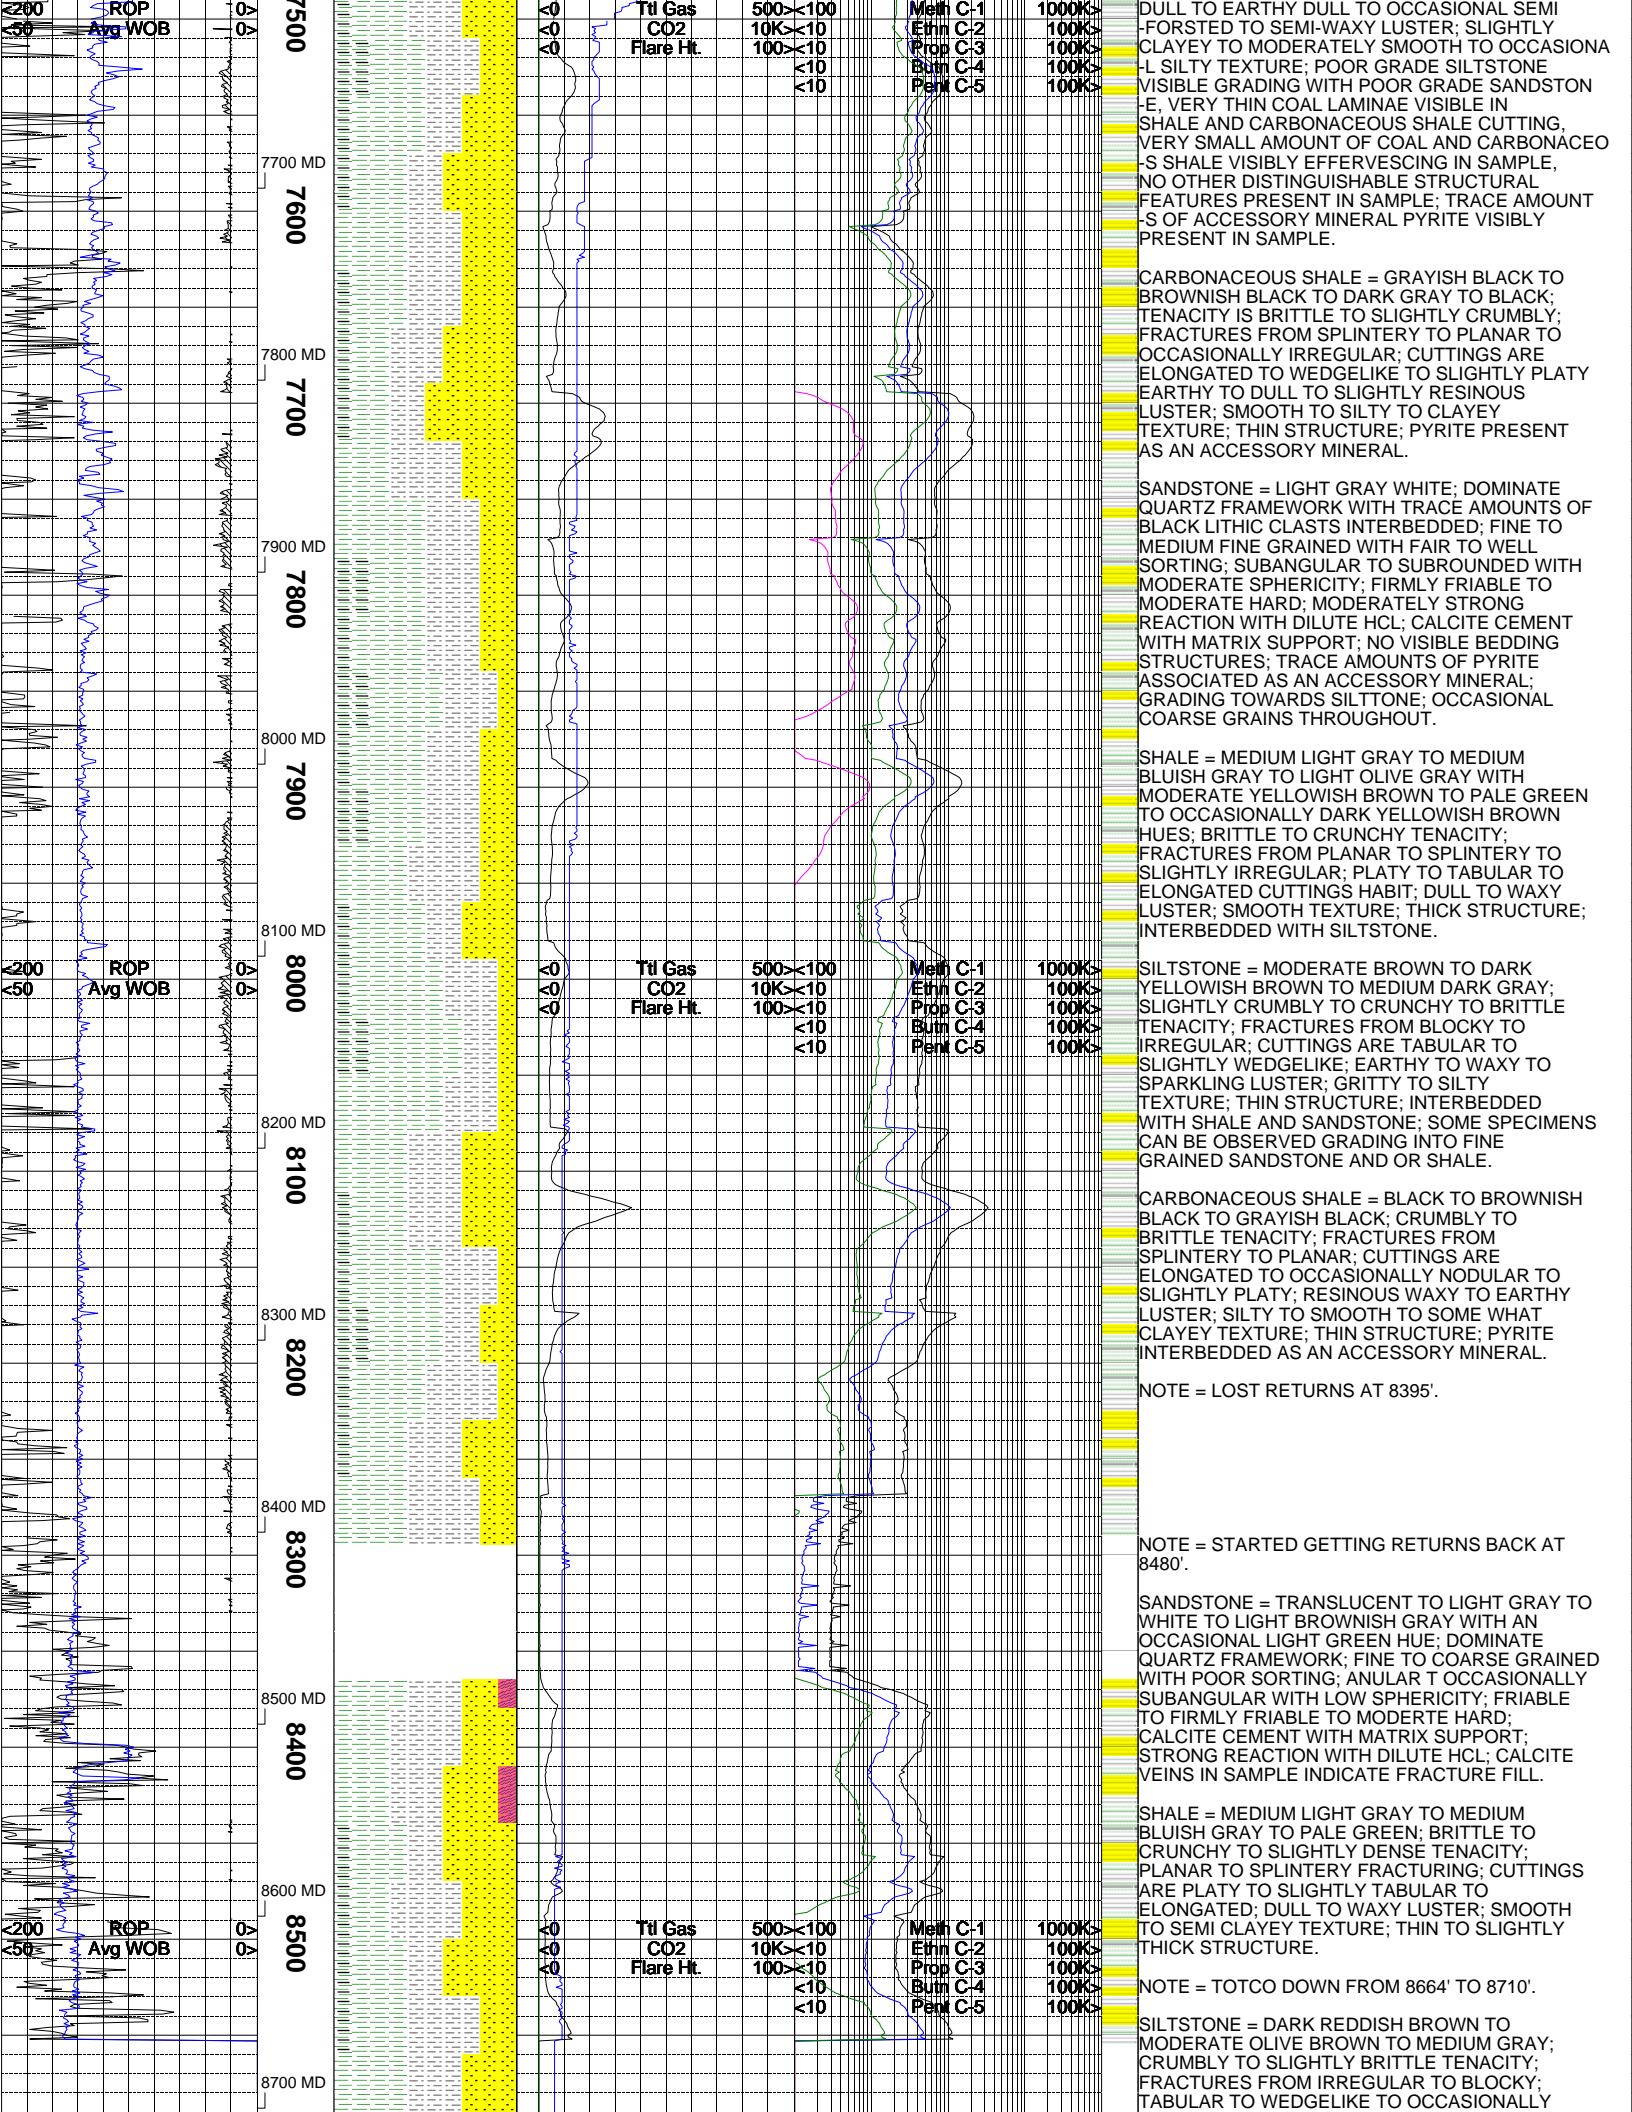 <200 ROP 0>
<50 Avg WOB 0>
7500
7700 MD
7600
7800 MD
7700
7900 MD
7800
8000 MD
7900
8100 MD
<200 ROP 0>
<50 Avg WOB 0>
8000
8200 MD
8100
8300 MD
8200
8400 MD
8300
8500 MD
8400
8600 MD
<200 ROP 0>
<50 Avg WOB 0>
8500
8700 MD
<0 Ttl Gas 500><100 Meth C-1 1000K>
<0 CO2 10K><10 Ethn C-2 100K>
<0 Flare Ht. 100><10 Prop C-3 100K>
<10 Butn C-4 100K>
<10 Pent C-5 100K>
<0 Ttl Gas 500><100 Meth C-1 1000K>
<0 CO2 10K><10 Ethn C-2 100K>
<0 Flare Ht. 100><10 Prop C-3 100K>
<10 Butn C-4 100K>
<10 Pent C-5 100K>
<0 Ttl Gas 500><100 Meth C-1 1000K>
<0 CO2 10K><10 Ethn C-2 100K>
<0 Flare Ht. 100><10 Prop C-3 100K>
<10 Butn C-4 100K>
<10 Pent C-5 100K>
DULL TO EARTHY DULL TO OCCASIONAL SEMI
-FORSTED TO SEMI-WAXY LUSTER; SLIGHTLY
CLAYEY TO MODERATELY SMOOTH TO OCCASIONA
-L SILTY TEXTURE; POOR GRADE SILTSTONE
VISIBLE GRADING WITH POOR GRADE SANDSTON
-E, VERY THIN COAL LAMINAE VISIBLE IN
SHALE AND CARBONACEOUS SHALE CUTTING,
VERY SMALL AMOUNT OF COAL AND CARBONACEO
-S SHALE VISIBLY EFFERVESCING IN SAMPLE,
NO OTHER DISTINGUISHABLE STRUCTURAL
FEATURES PRESENT IN SAMPLE; TRACE AMOUNT
-S OF ACCESSORY MINERAL PYRITE VISIBLY
PRESENT IN SAMPLE.
CARBONACEOUS SHALE = GRAYISH BLACK TO
BROWNISH BLACK TO DARK GRAY TO BLACK;
TENACITY IS BRITTLE TO SLIGHTLY CRUMBLY;
FRACTURES FROM SPLINTERY TO PLANAR TO
OCCASIONALLY IRREGULAR; CUTTINGS ARE
ELONGATED TO WEDGELIKE TO SLIGHTLY PLATY
EARTHY TO DULL TO SLIGHTLY RESINOUS
LUSTER; SMOOTH TO SILTY TO CLAYEY
TEXTURE; THIN STRUCTURE; PYRITE PRESENT
AS AN ACCESSORY MINERAL.
SANDSTONE = LIGHT GRAY WHITE; DOMINATE
QUARTZ FRAMEWORK WITH TRACE AMOUNTS OF
BLACK LITHIC CLASTS INTERBEDDED; FINE TO
MEDIUM FINE GRAINED WITH FAIR TO WELL
SORTING; SUBANGULAR TO SUBROUNDED WITH
MODERATE SPHERICITY; FIRMLY FRIABLE TO
MODERATE HARD; MODERATELY STRONG
REACTION WITH DILUTE HCL; CALCITE CEMENT
WITH MATRIX SUPPORT; NO VISIBLE BEDDING
STRUCTURES; TRACE AMOUNTS OF PYRITE
ASSOCIATED AS AN ACCESSORY MINERAL;
GRADING TOWARDS SILTTONE; OCCASIONAL
COARSE GRAINS THROUGHOUT.
SHALE = MEDIUM LIGHT GRAY TO MEDIUM
BLUISH GRAY TO LIGHT OLIVE GRAY WITH
MODERATE YELLOWISH BROWN TO PALE GREEN
TO OCCASIONALLY DARK YELLOWISH BROWN
HUES; BRITTLE TO CRUNCHY TENACITY;
FRACTURES FROM PLANAR TO SPLINTERY TO
SLIGHTLY IRREGULAR; PLATY TO TABULAR TO
ELONGATED CUTTINGS HABIT; DULL TO WAXY
LUSTER; SMOOTH TEXTURE; THICK STRUCTURE;
INTERBEDDED WITH SILTSTONE.
SILTSTONE = MODERATE BROWN TO DARK
YELLOWISH BROWN TO MEDIUM DARK GRAY;
SLIGHTLY CRUMBLY TO CRUNCHY TO BRITTLE
TENACITY; FRACTURES FROM BLOCKY TO
IRREGULAR; CUTTINGS ARE TABULAR TO
SLIGHTLY WEDGELIKE; EARTHY TO WAXY TO
SPARKLING LUSTER; GRITTY TO SILTY
TEXTURE; THIN STRUCTURE; INTERBEDDED
WITH SHALE AND SANDSTONE; SOME SPECIMENS
CAN BE OBSERVED GRADING INTO FINE
GRAINED SANDSTONE AND OR SHALE.
CARBONACEOUS SHALE = BLACK TO BROWNISH
BLACK TO GRAYISH BLACK; CRUMBLY TO
BRITTLE TENACITY; FRACTURES FROM
SPLINTERY TO PLANAR; CUTTINGS ARE
ELONGATED TO OCCASIONALLY NODULAR TO
SLIGHTLY PLATY; RESINOUS WAXY TO EARTHY
LUSTER; SILTY TO SMOOTH TO SOME WHAT
CLAYEY TEXTURE; THIN STRUCTURE; PYRITE
INTERBEDDED AS AN ACCESSORY MINERAL.
NOTE = LOST RETURNS AT 8395'.
NOTE = STARTED GETTING RETURNS BACK AT
8480'.
SANDSTONE = TRANSLUCENT TO LIGHT GRAY TO
WHITE TO LIGHT BROWNISH GRAY WITH AN
OCCASIONAL LIGHT GREEN HUE; DOMINATE
QUARTZ FRAMEWORK; FINE TO COARSE GRAINED
WITH POOR SORTING; ANULAR T OCCASIONALLY
SUBANGULAR WITH LOW SPHERICITY; FRIABLE
TO FIRMLY FRIABLE TO MODERTE HARD;
CALCITE CEMENT WITH MATRIX SUPPORT;
STRONG REACTION WITH DILUTE HCL; CALCITE
VEINS IN SAMPLE INDICATE FRACTURE FILL.
SHALE = MEDIUM LIGHT GRAY TO MEDIUM
BLUISH GRAY TO PALE GREEN; BRITTLE TO
CRUNCHY TO SLIGHTLY DENSE TENACITY;
PLANAR TO SPLINTERY FRACTURING; CUTTINGS
ARE PLATY TO SLIGHTLY TABULAR TO
ELONGATED; DULL TO WAXY LUSTER; SMOOTH
TO SEMI CLAYEY TEXTURE; THIN TO SLIGHTLY
THICK STRUCTURE.
NOTE = TOTCO DOWN FROM 8664' TO 8710'.
SILTSTONE = DARK REDDISH BROWN TO
MODERATE OLIVE BROWN TO MEDIUM GRAY;
CRUMBLY TO SLIGHTLY BRITTLE TENACITY;
FRACTURES FROM IRREGULAR TO BLOCKY;
TABULAR TO WEDGELIKE TO OCCASIONALLY